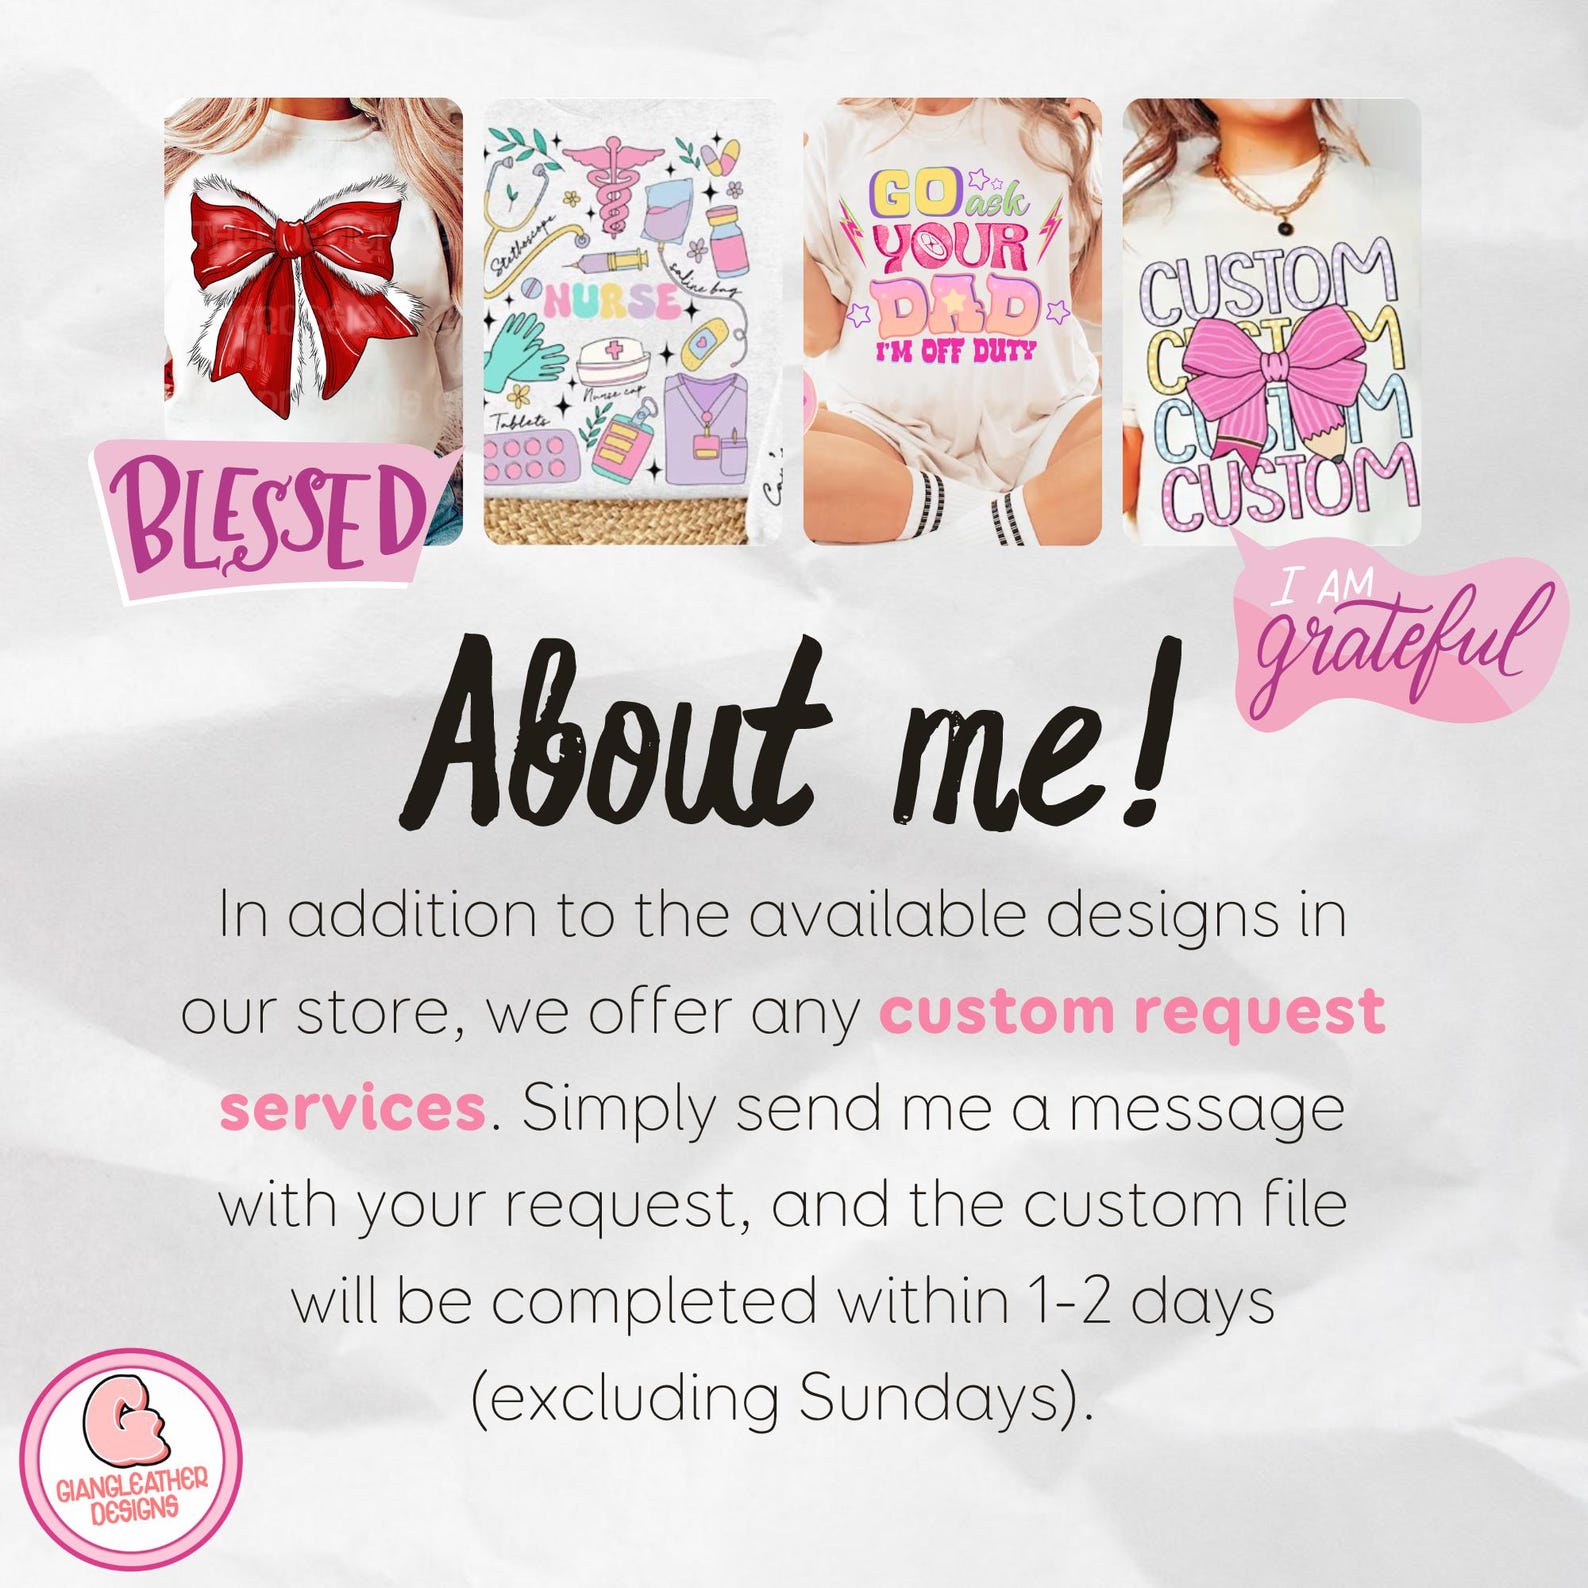 Stethoscope
saline bag
NURSE
Nurse cap
Tablets
GO ask
YOUR
DAD
I'M OFF DUTY
CUSTOM
CUSTOM
CUSTOM
CUSTOM
BLESSED
I AM
grateful
About me!
In addition to the available designs in
our store, we offer any custom request
services. Simply send me a message
with your request, and the custom file
will be completed within 1-2 days
(excluding Sundays).
G
GIANGLEATHER
DESIGNS